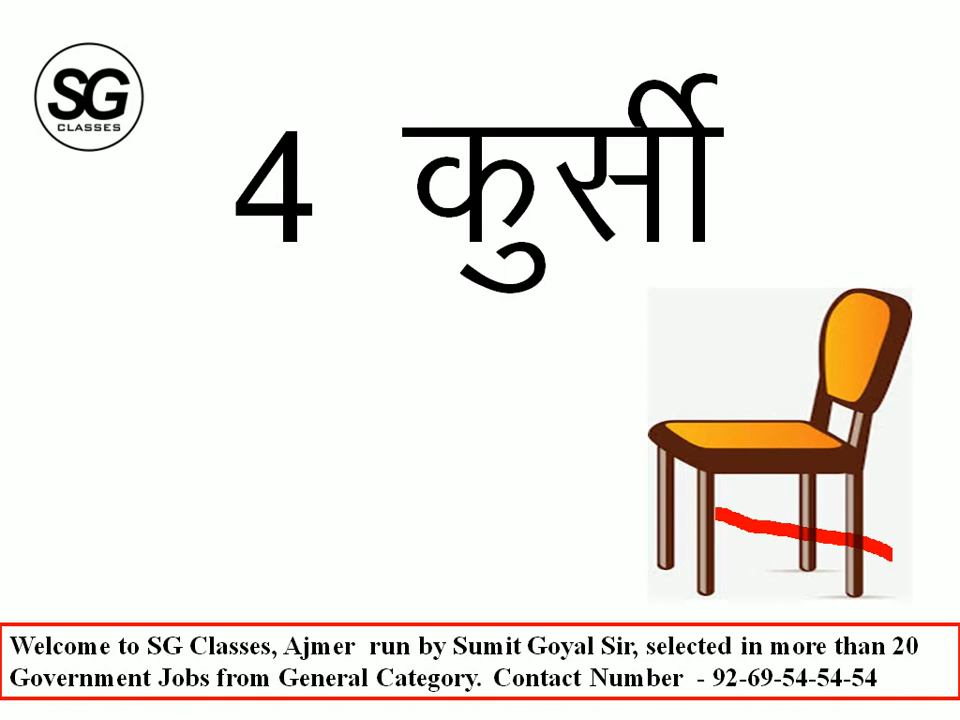 SG
CLASSES
4 कुर्सी
Welcome to SG Classes, Ajmer run by Sumit Goyal Sir, selected in more than 20
Government Jobs from General Category. Contact Number - 92-69-54-54-54